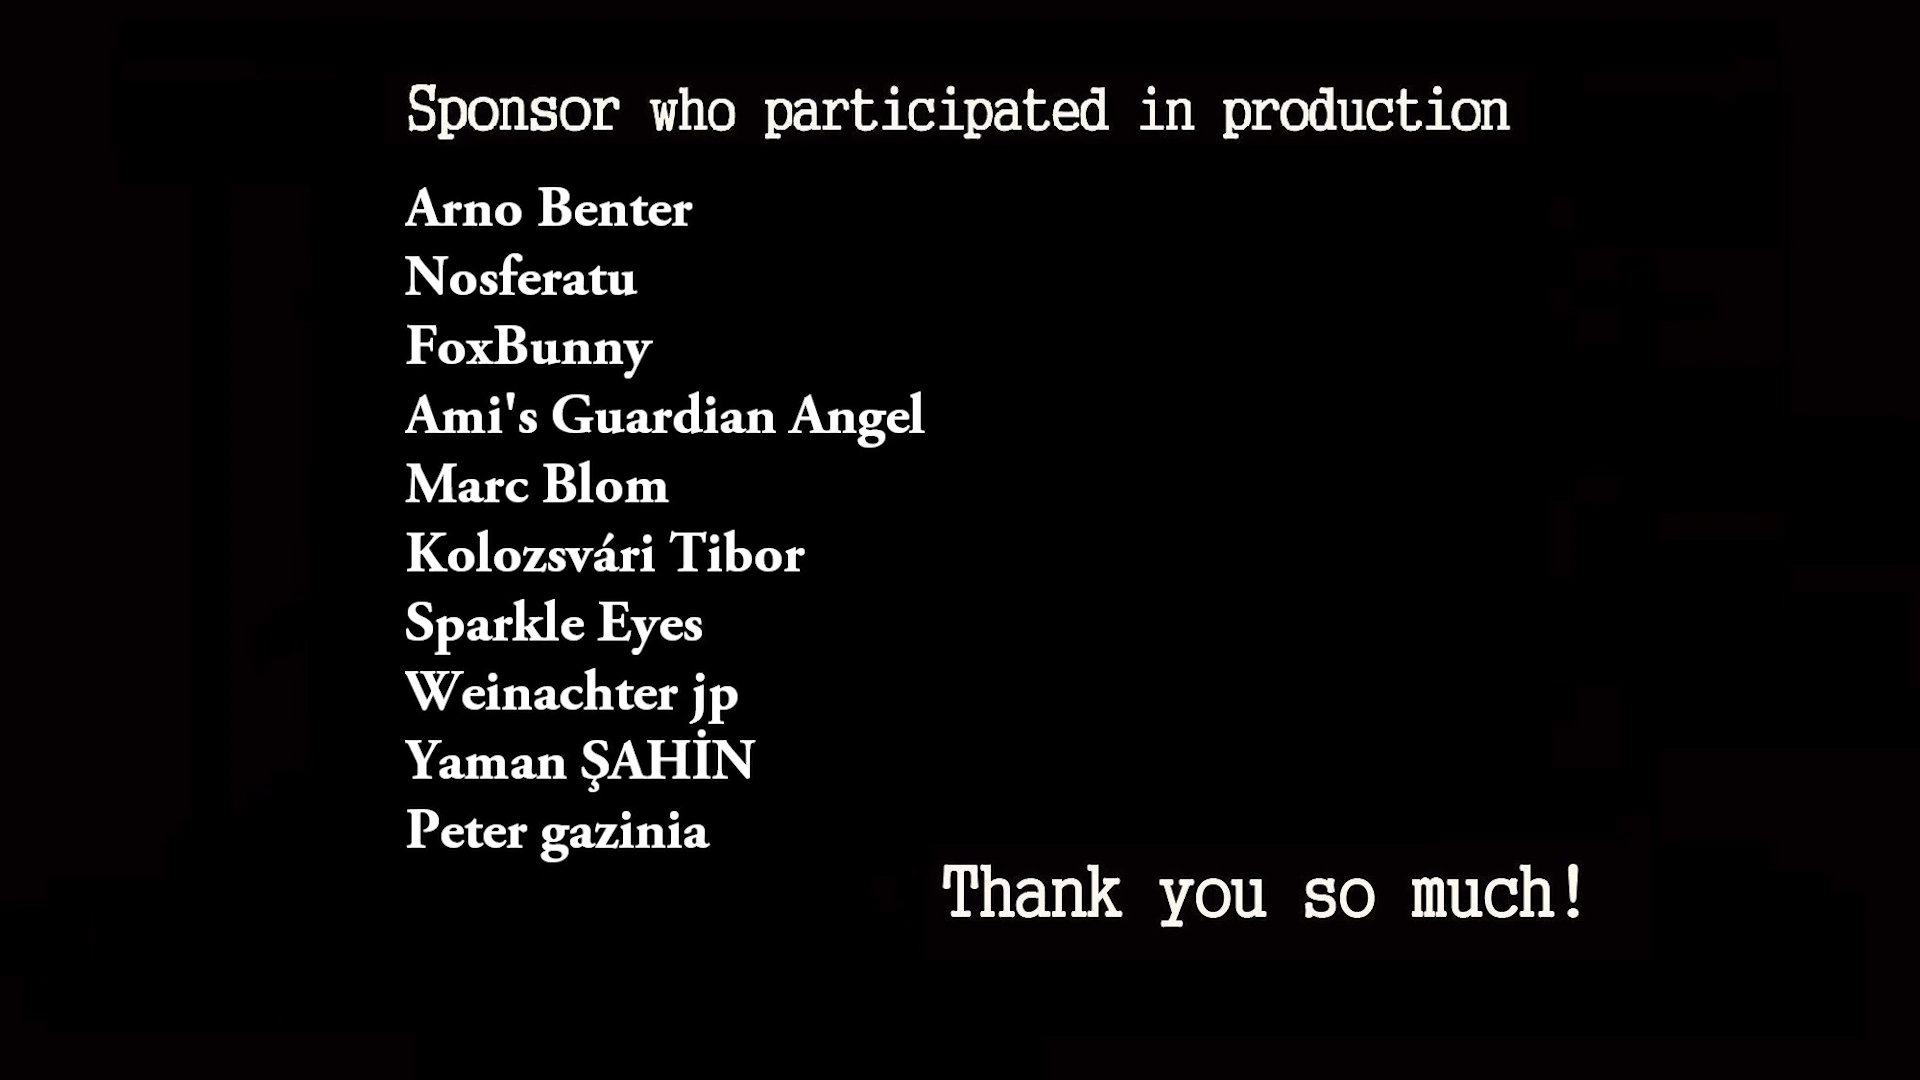 Sponsor who participated in production
Arno Benter
Nosferatu
FoxBunny
Ami's Guardian Angel
Marc Blom
Kolozsvári Tibor
Sparkle Eyes
Weinachter jp
Yaman ŞAHİN
Peter gazinia
Thank you so much!